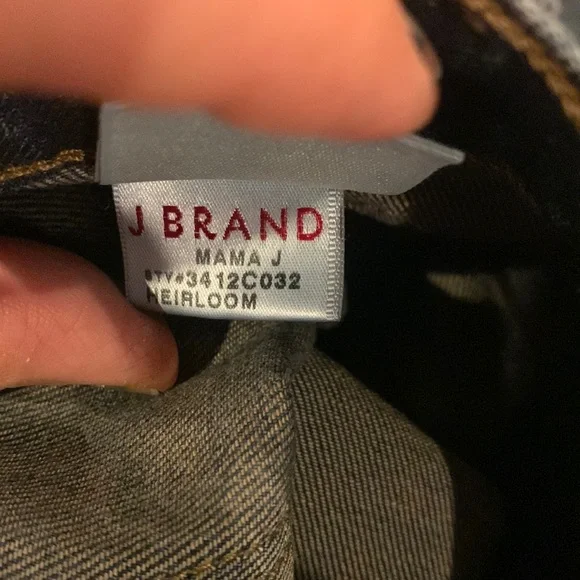 J BRAND
MAMA J
STY#3412C032
HEIRLOOM